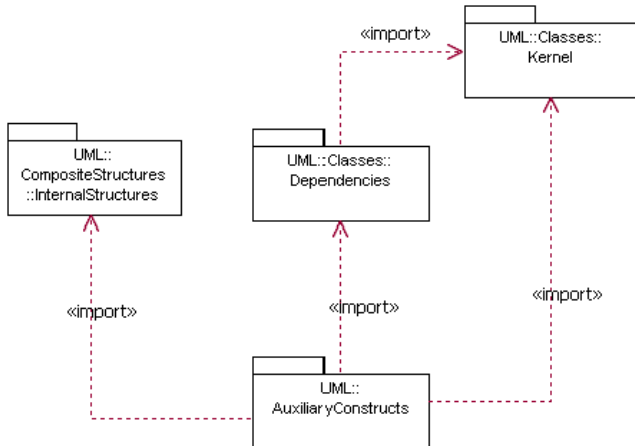 «import»
UML::Classes::
Kernel
UML::
CompositeStructures
::InternalStructures
UML::Classes::
Dependencies
«import»
«import»
«import»
UML::
AuxiliaryConstructs